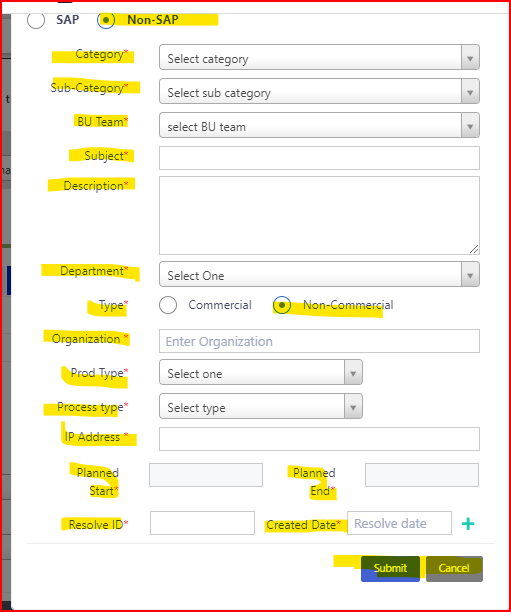 SAP Non-SAP
Category* Select category
Sub-Category* Select sub category
BU Team* select BU team
Subject*
Description*
Department* Select One
Type* Commercial Non-Commercial
Organization * Enter Organization
Prod Type* Select one
Process type* Select type
IP Address *
Planned Start* Planned End*
Resolve ID* Created Date* Resolve date +
Submit Cancel